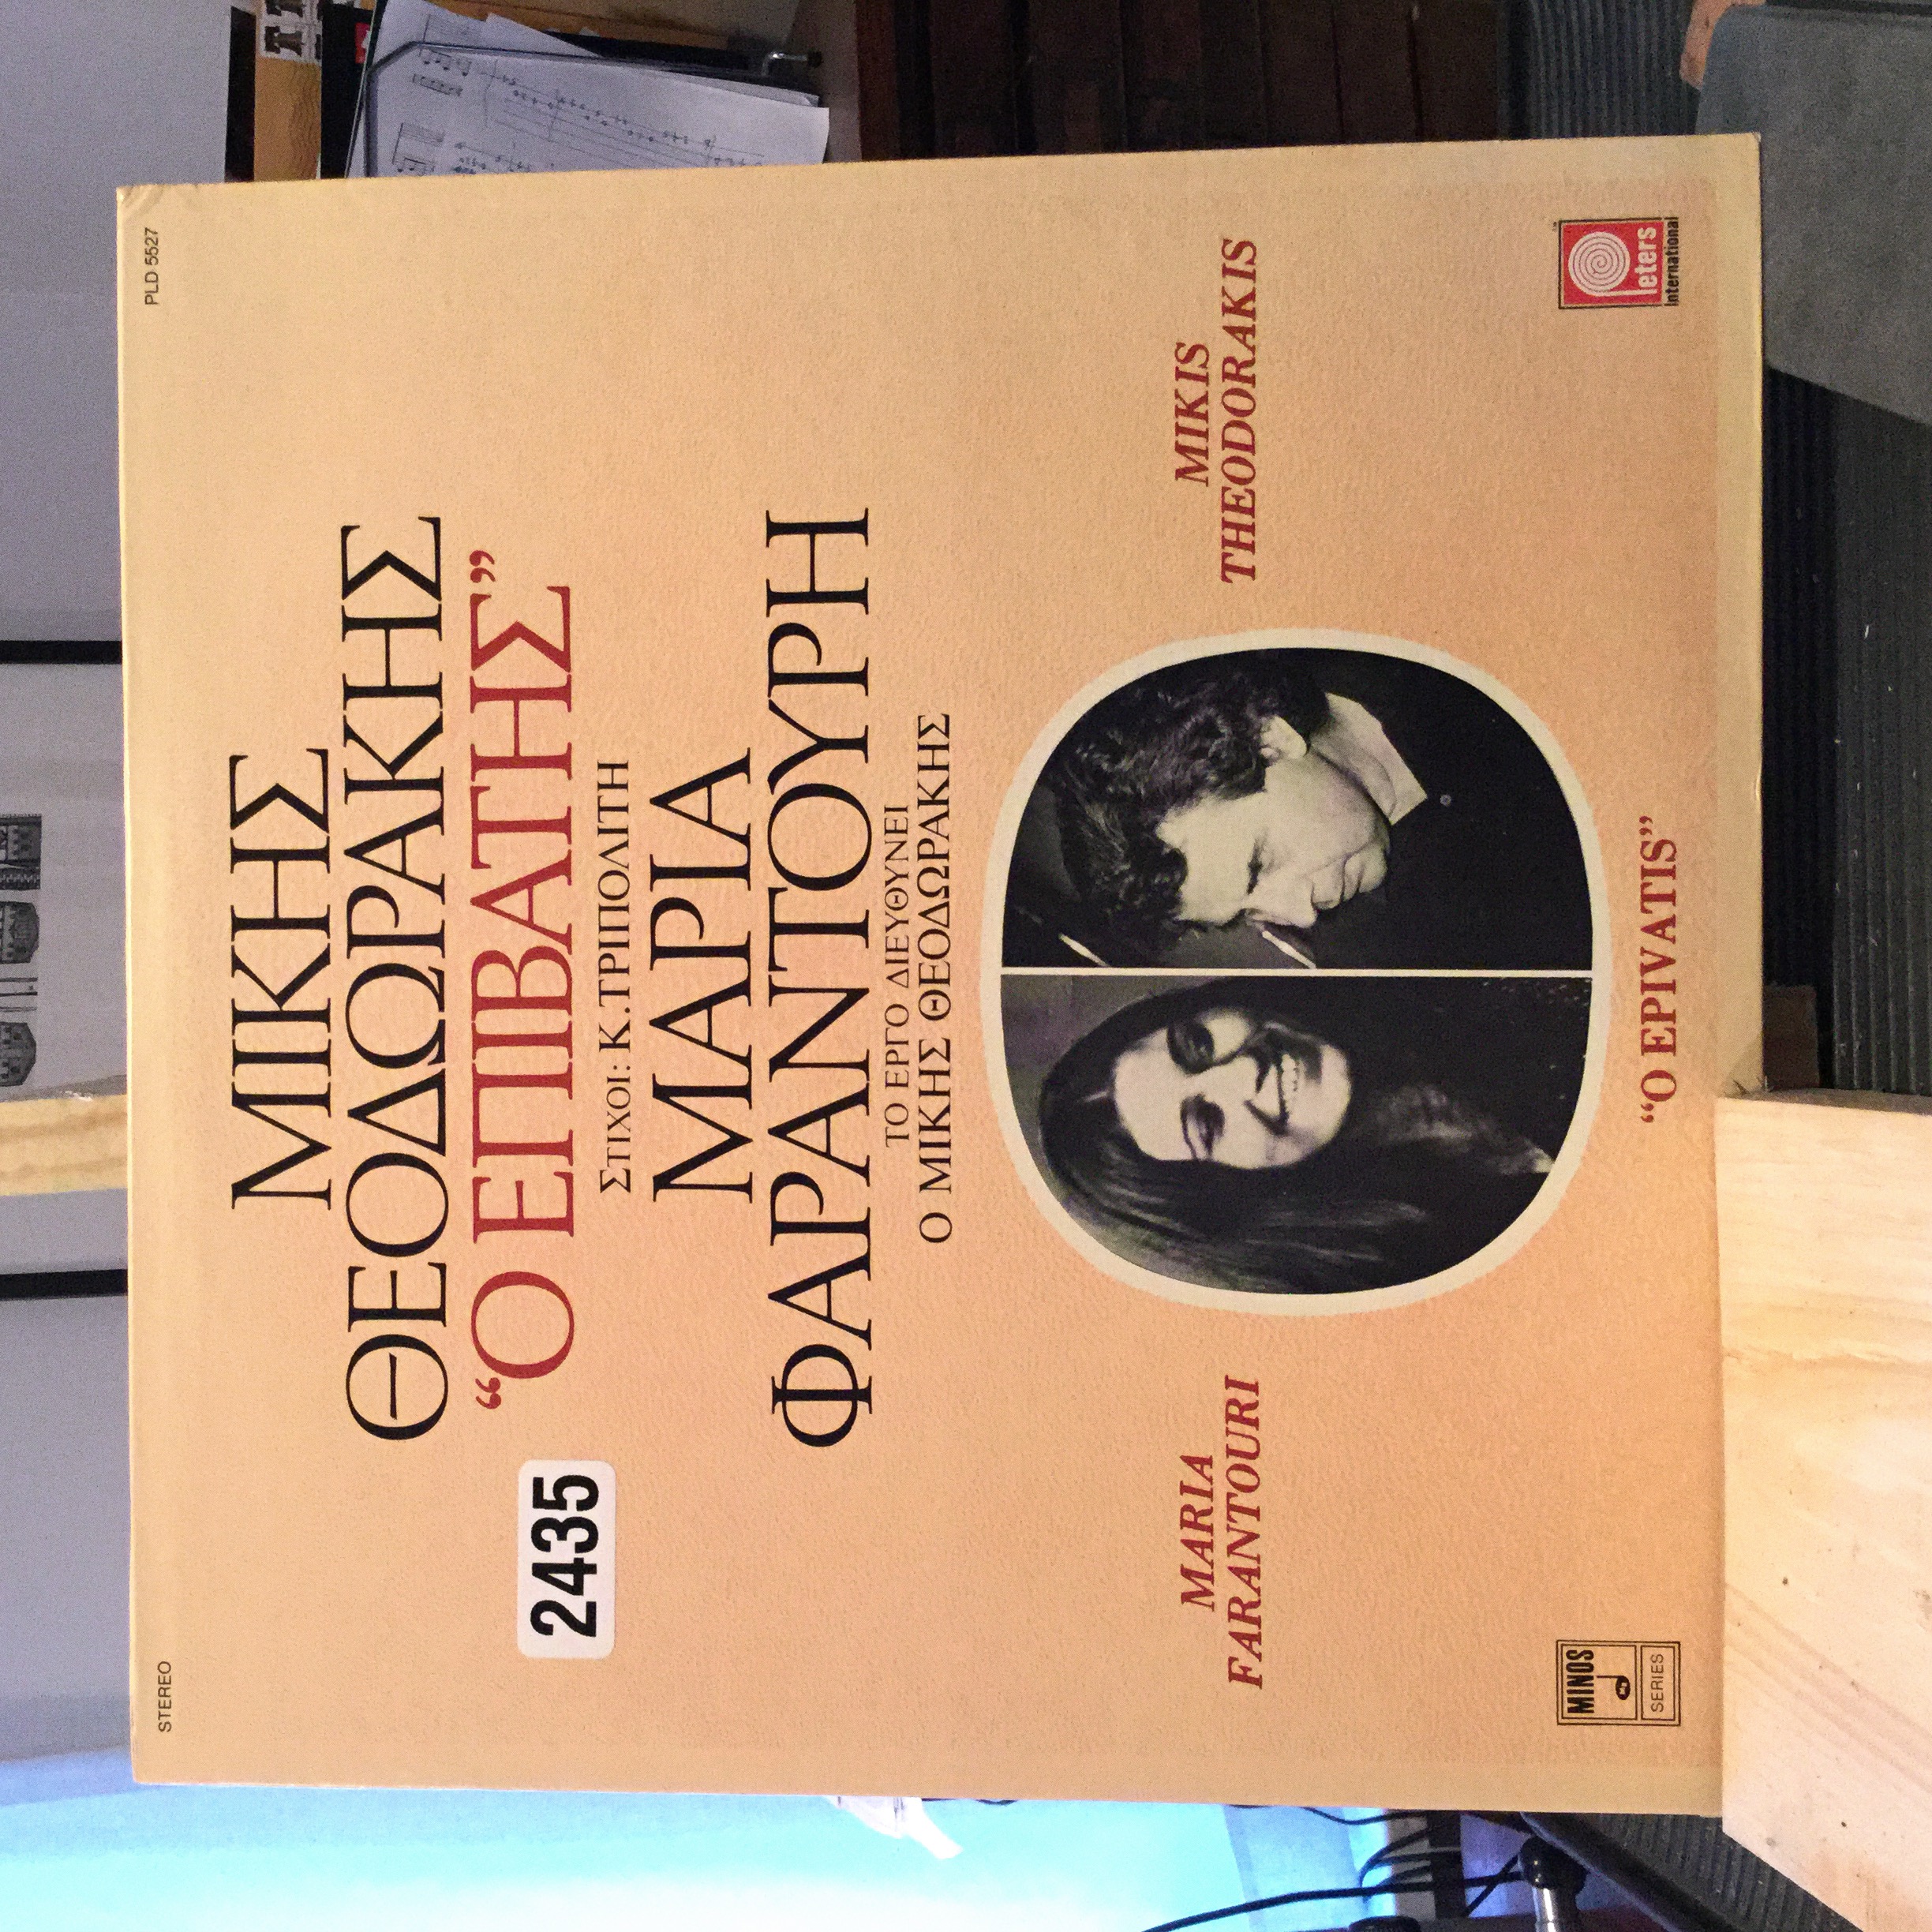 STEREO
PLD 5527
ΜΙΚΗΣ
ΘΕΟΔΩΡΑΚΗΣ
“Ο ΕΠΙΒΑΤΗΣ”
2435
ΣΤΙΧΟΙ: Κ.ΤΡΙΠΟΛΙΤΗ
ΜΑΡΙΑ
ΦΑΡΑΝΤΟΥΡΗ
ΤΟ ΕΡΓΟ ΔΙΕΥΘΥΝΕΙ
Ο ΜΙΚΗΣ ΘΕΟΔΩΡΑΚΗΣ
MARIA
FARANTOURI
MIKIS
THEODORAKIS
MINOS
SERIES
“O EPIVATIS”
Peters
International